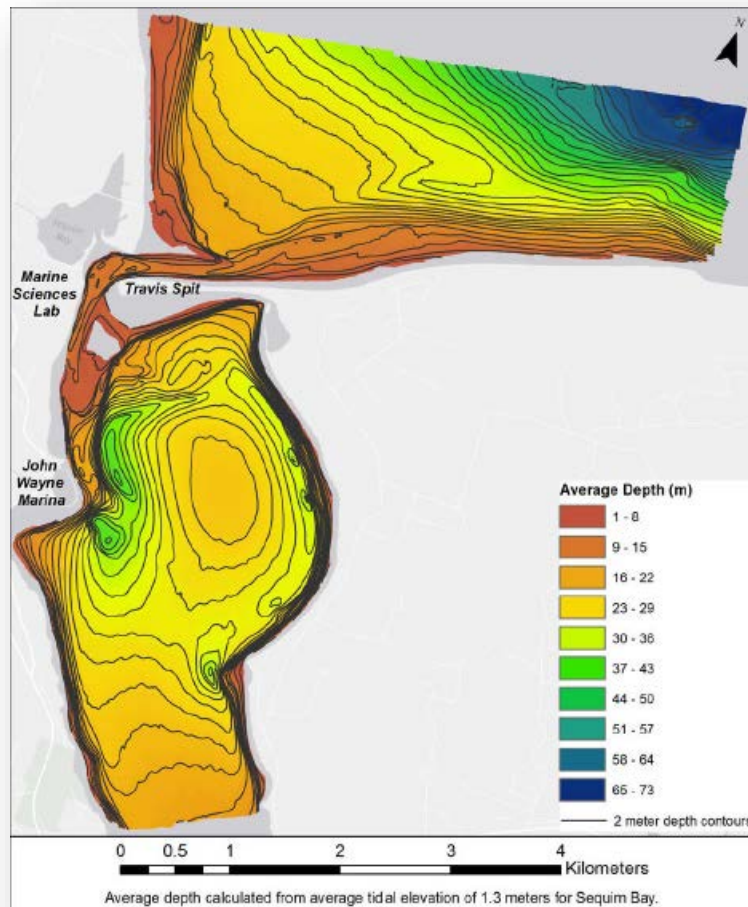 N
Marine
Sciences
Lab
Travis Spit
John
Wayne
Marina
Average Depth (m)
1 - 8
9 - 15
16 - 22
23 - 29
30 - 36
37 - 43
44 - 50
51 - 57
58 - 64
65 - 73
2 meter depth contours
0 0.5 1 2 3 4
Kilometers
Average depth calculated from average tidal elevation of 1.3 meters for Sequim Bay.